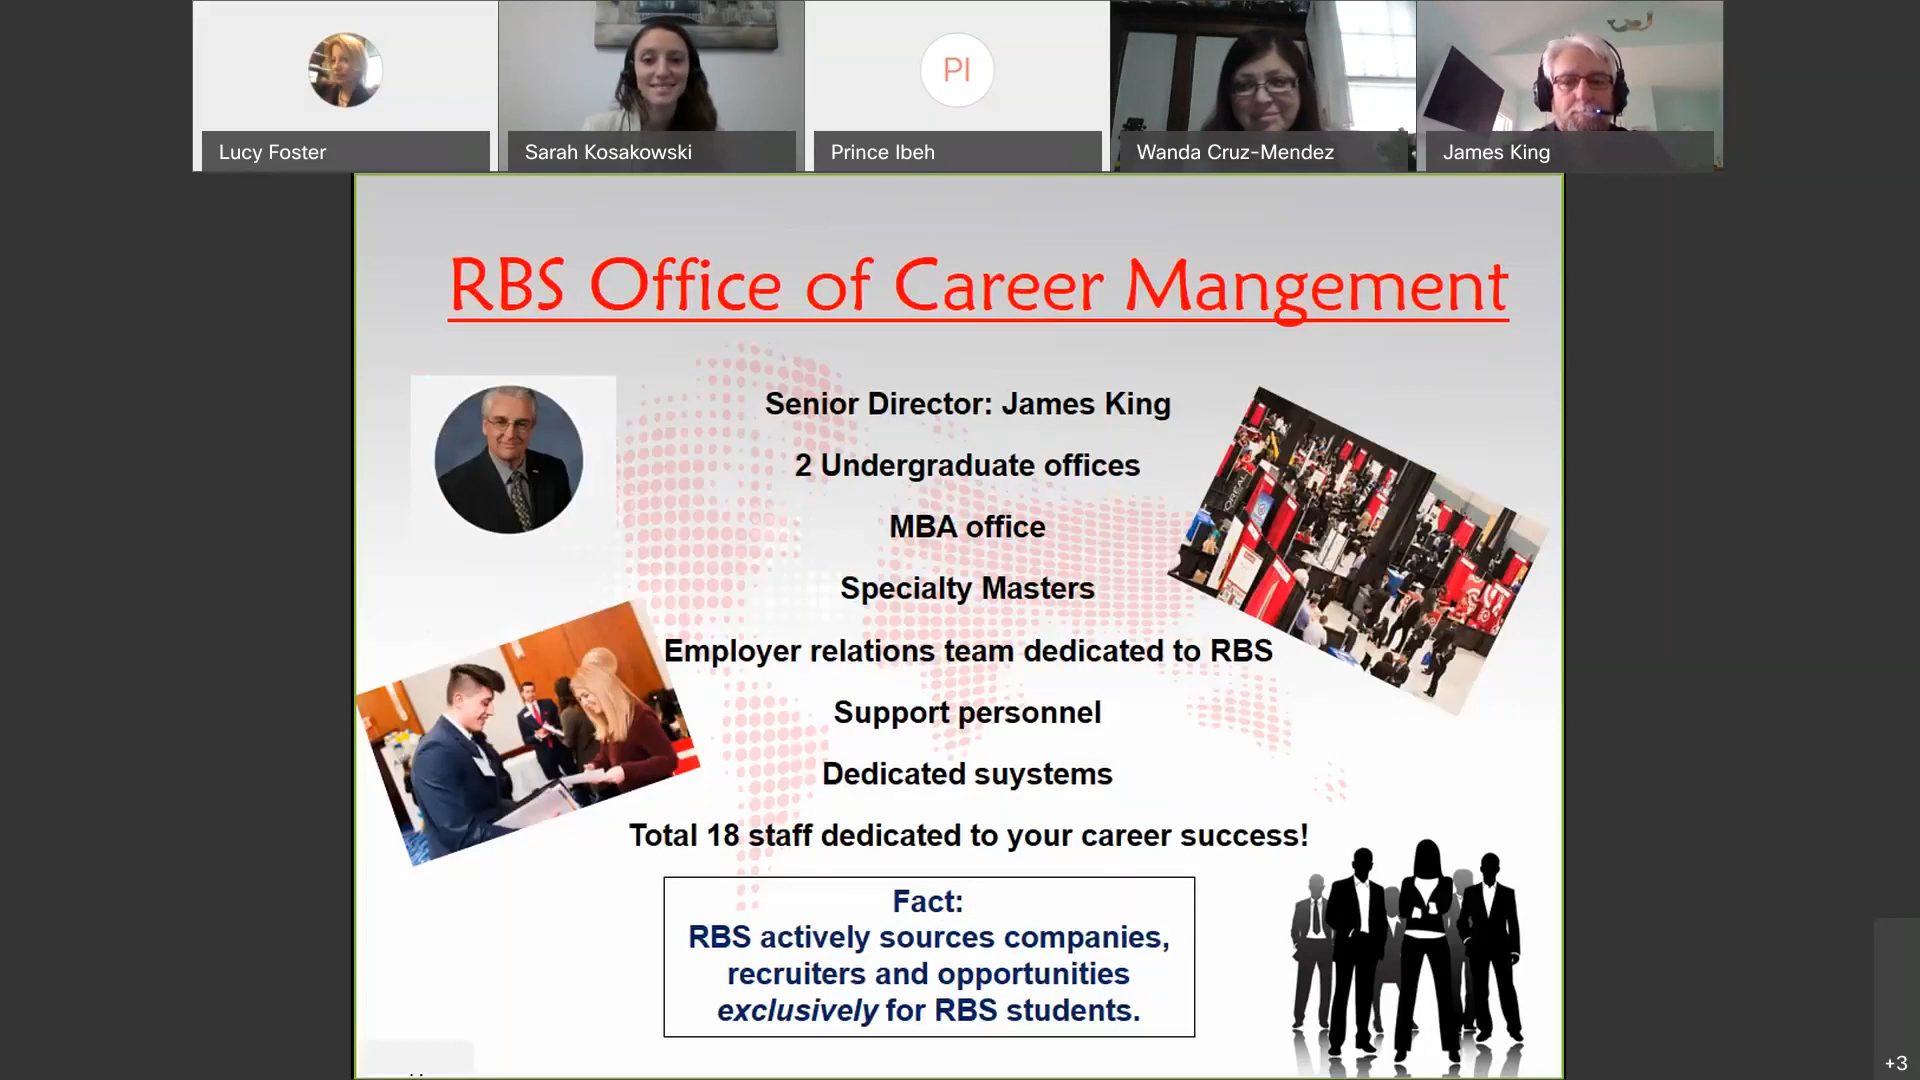 Lucy Foster
Sarah Kosakowski
PI
Prince Ibeh
Wanda Cruz-Mendez
James King
RBS Office of Career Mangement
Senior Director: James King
2 Undergraduate offices
MBA office
Specialty Masters
Employer relations team dedicated to RBS
Support personnel
Dedicated suystems
Total 18 staff dedicated to your career success!
Fact:
RBS actively sources companies,
recruiters and opportunities
exclusively for RBS students.
+3